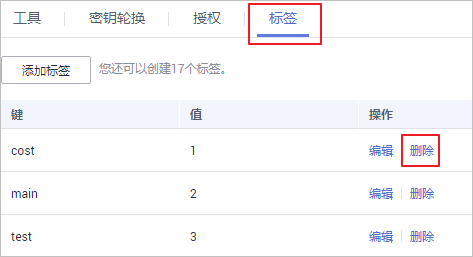 工具 密钥轮换 授权 标签
添加标签 您还可以创建17个标签。
键 值 操作
cost 1 编辑 删除
main 2 编辑 删除
test 3 编辑 删除